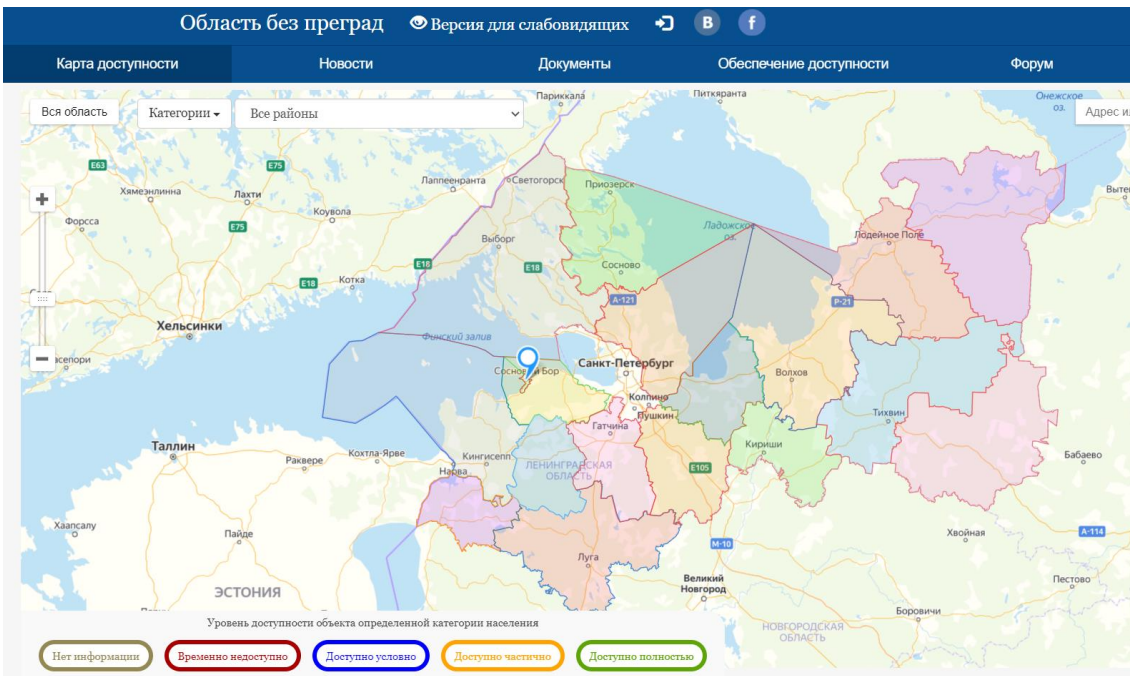 Область без преград Версия для слабовидящих В f
Карта доступности Новости Документы Обеспечение доступности Форум
Вся область Категории Все районы Париккала Питкяранта Онежское оз. Адрес
E63 E75
Хямеэнлинна Лахти Лаппеенранта Светогорск Приозерск
+
Форсса E75 Коувола Ладожское оз. Лодейное Поле
Выборг
E18 E18 Сосново
E18 Котка А-121 Р-21
Хельсинки Финский залив
–
Сосновый Бор Санкт-Петербург Волхов
Колпино
Пушкин Тихвин
Гатчина
Таллин Раквере Кохтла-Ярве Кингисепп Кириши Бабаево
Нарва ЛЕНИНГРАДСКАЯ ОБЛАСТЬ E105
Хаапсалу Пайде Хвойная А-114
М-10
Луга
Великий Новгород Пестово
ЭСТОНИЯ
Боровичи
Уровень доступности объекта определенной категории населения НОВГОРОДСКАЯ ОБЛАСТЬ
Нет информации Временно недоступно Доступно условно Доступно частично Доступно полностью